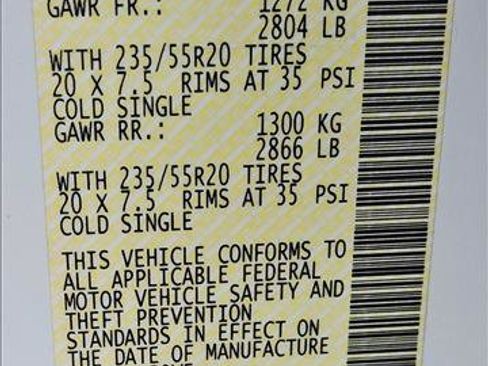 GAWR FR.: 1272 KG
2804 LB
WITH 235/55R20 TIRES
20 X 7.5 RIMS AT 35 PSI
COLD SINGLE
GAWR RR.: 1300 KG
2866 LB
WITH 235/55R20 TIRES
20 X 7.5 RIMS AT 35 PSI
COLD SINGLE
THIS VEHICLE CONFORMS TO
ALL APPLICABLE FEDERAL
MOTOR VEHICLE SAFETY AND
THEFT PREVENTION
STANDARDS IN EFFECT ON
THE DATE OF MANUFACTURE